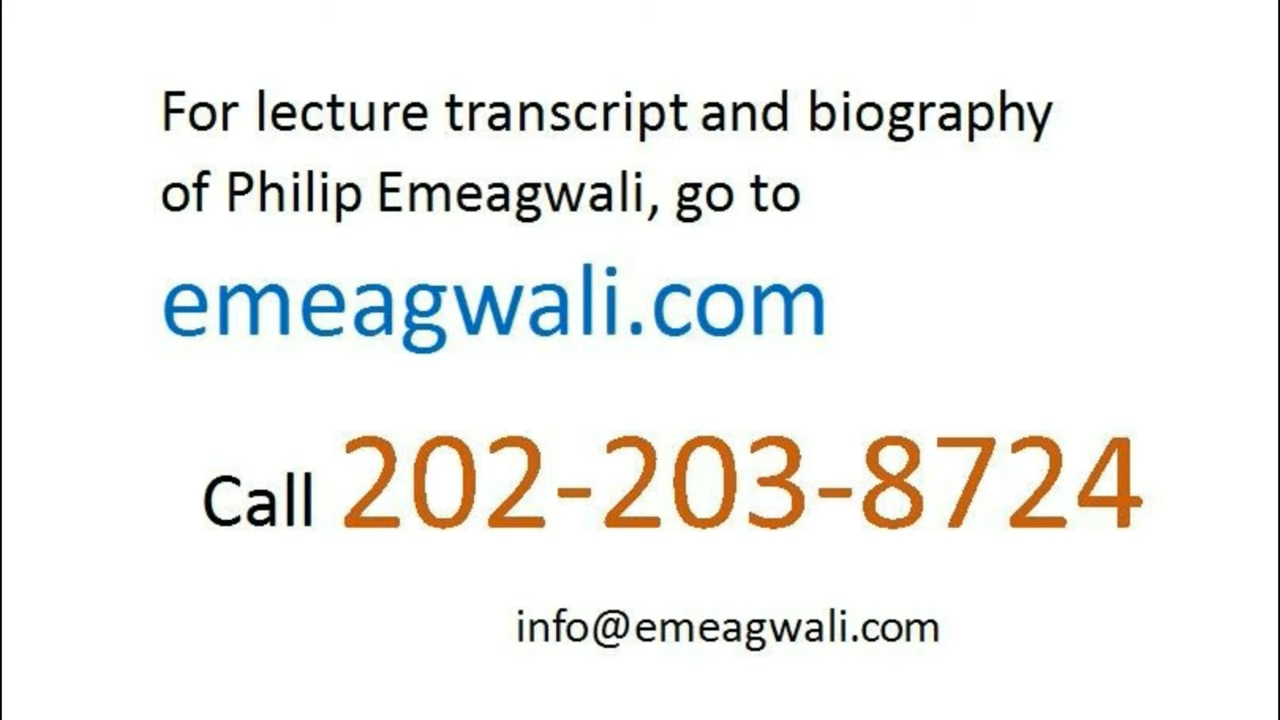 For lecture transcript and biography
of Philip Emeagwali, go to
emeagwali.com
Call 202-203-8724
info@emeagwali.com